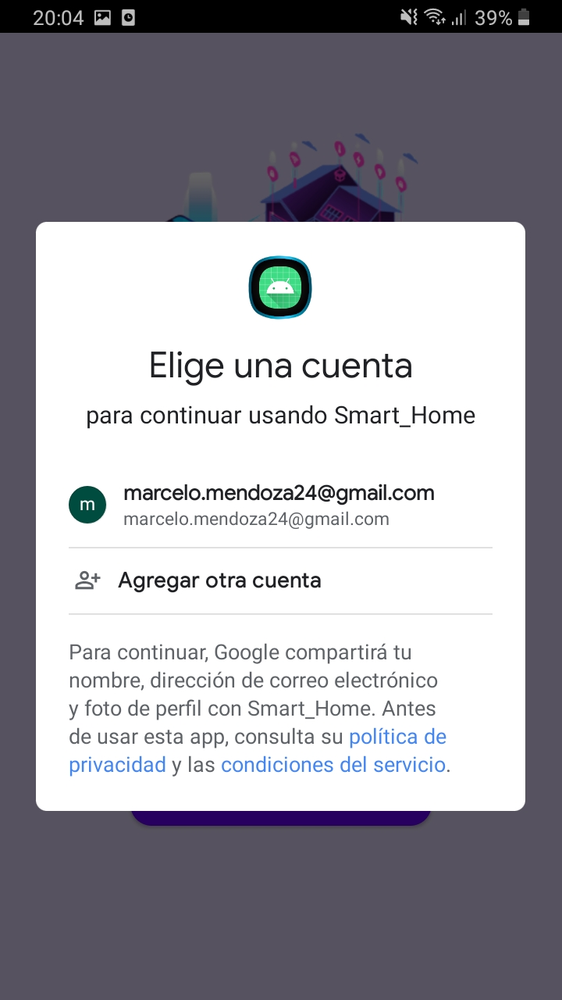 20:04
39%
Elige una cuenta
para continuar usando Smart_Home
m
marcelo.mendoza24@gmail.com
marcelo.mendoza24@gmail.com
Agregar otra cuenta
Para continuar, Google compartirá tu
nombre, dirección de correo electrónico
y foto de perfil con Smart_Home. Antes
de usar esta app, consulta su política de
privacidad y las condiciones del servicio.